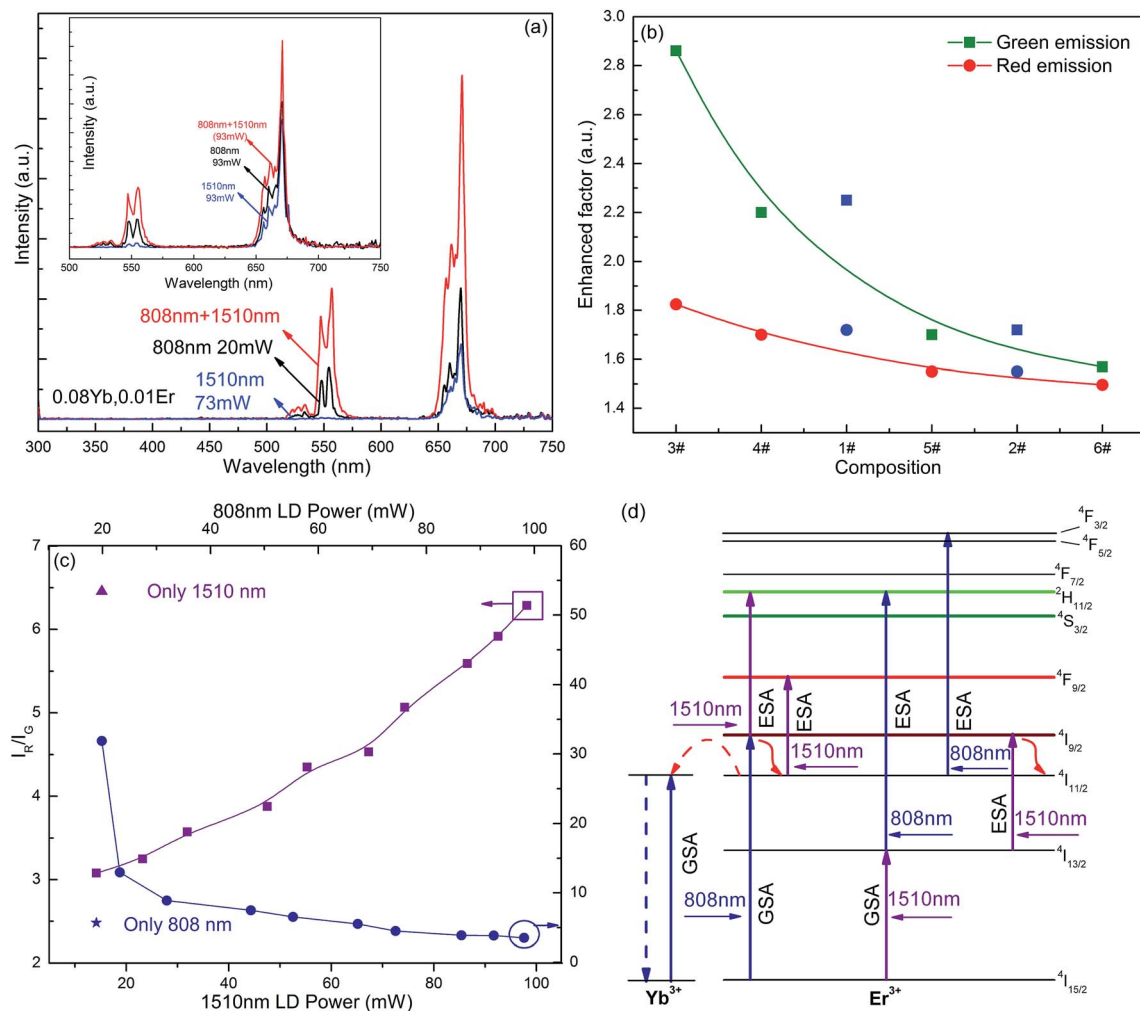 (a)
Intensity (a.u.)
Intensity (a.u.)
808nm+1510nm
(93mW)
808nm
93mW
1510nm
93mW
500 550 600 650 700 750
Wavelength (nm)
808nm+1510nm
808nm 20mW
1510nm
73mW
0.08Yb,0.01Er
300 350 400 450 500 550 600 650 700 750
Wavelength (nm)
(b)
Green emission
Red emission
Enhanced factor (a.u.)
3.0
2.8
2.6
2.4
2.2
2.0
1.8
1.6
1.4
3# 4# 1# 5# 2# 6#
Composition
808nm LD Power (mW)
20 40 60 80 100
(c)
Only 1510 nm
Only 808 nm
I_R/I_G
7
6
5
4
3
2
60
50
40
30
20
10
0
20 40 60 80 100
1510nm LD Power (mW)
(d)
⁴F₃/₂
⁴F₅/₂
⁴F₇/₂
²H₁₁/₂
⁴S₃/₂
⁴F₉/₂
⁴I₉/₂
⁴I₁₁/₂
⁴I₁₃/₂
⁴I₁₅/₂
1510nm
ESA
ESA
1510nm
ESA
ESA
808nm
ESA
1510nm
808nm
GSA
808nm
GSA
GSA
1510nm
Yb³⁺
Er³⁺